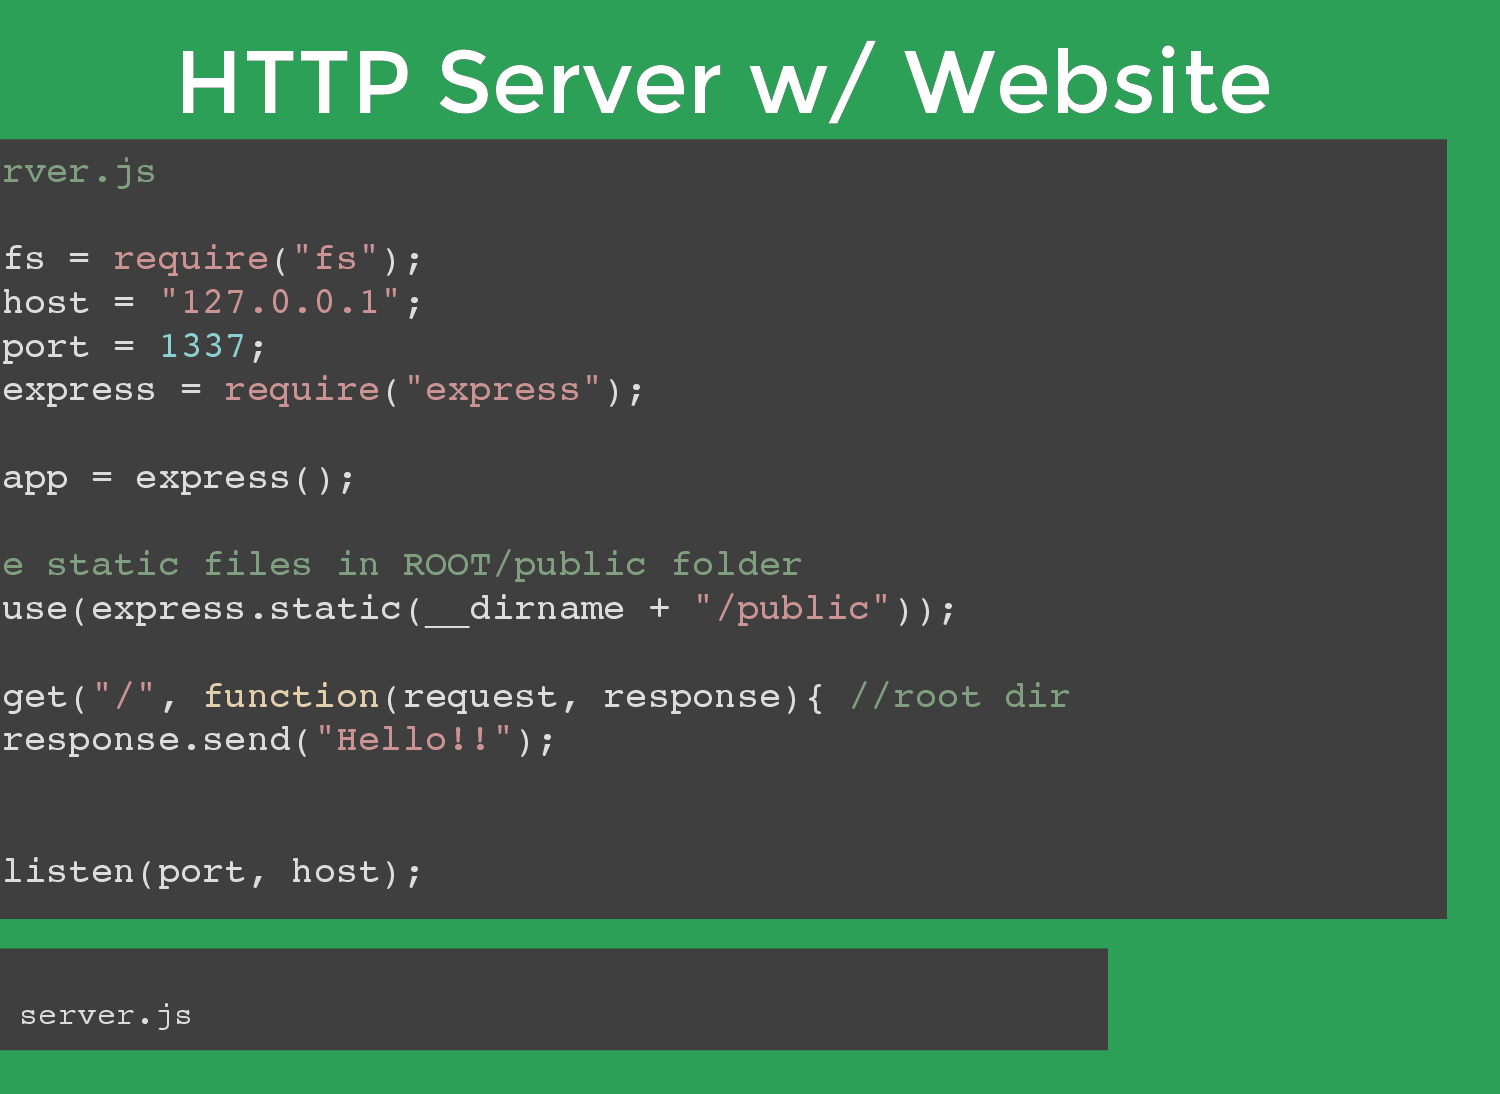 HTTP Server w/ Website
rver.js
fs = require("fs");
host = "127.0.0.1";
port = 1337;
express = require("express");
app = express();
e static files in ROOT/public folder
use(express.static(__dirname + "/public"));
get("/", function(request, response){ //root dir
response.send("Hello!!");
listen(port, host);
server.js